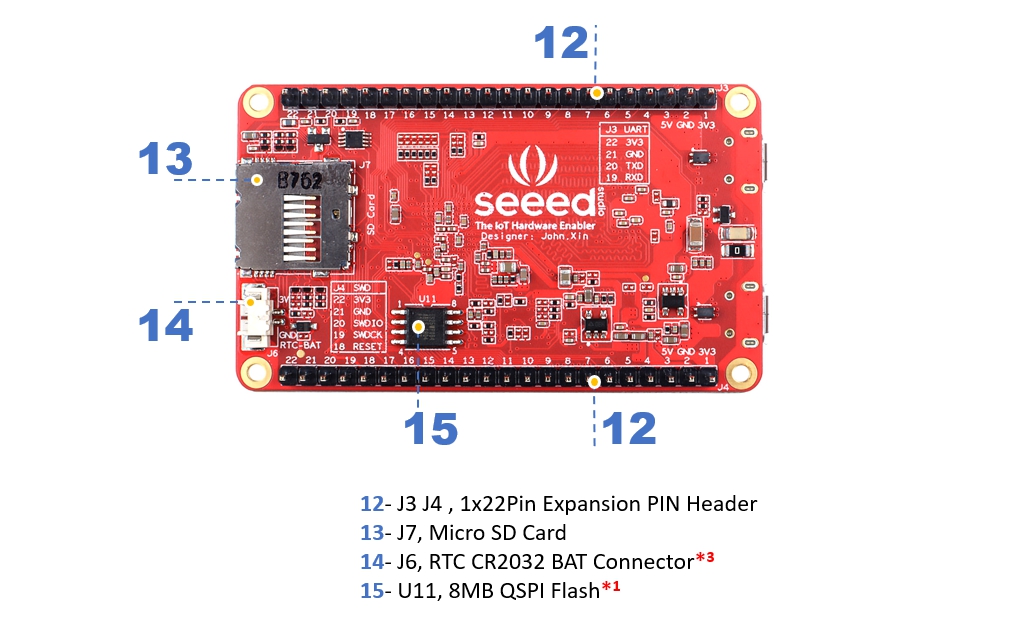 12
J3
22 21 20 19 18 17 16 15 14 13 12 11 10 9 8 7 6 5 4 3 2 1
5V GND 3V3
J3 UART
22 3V3
21 GND
20 TXD
19 RXD
13
J7
B762
SD Card
seeed
studio
The IoT Hardware Enabler
Designer: John.Xin
14
3V
GND
RTC-BAT
J6
J4 SWD
22 3V3
21 GND
20 SWDIO
19 SWDCK
18 RESET
U11
1 8
4 5
0
5V GND 3V3
22 21 20 19 18 17 16 15 14 13 12 11 10 9 8 7 6 5 4 3 2 1
J4
15
12
12- J3 J4 , 1x22Pin Expansion PIN Header
13- J7, Micro SD Card
14- J6, RTC CR2032 BAT Connector*3
15- U11, 8MB QSPI Flash*1